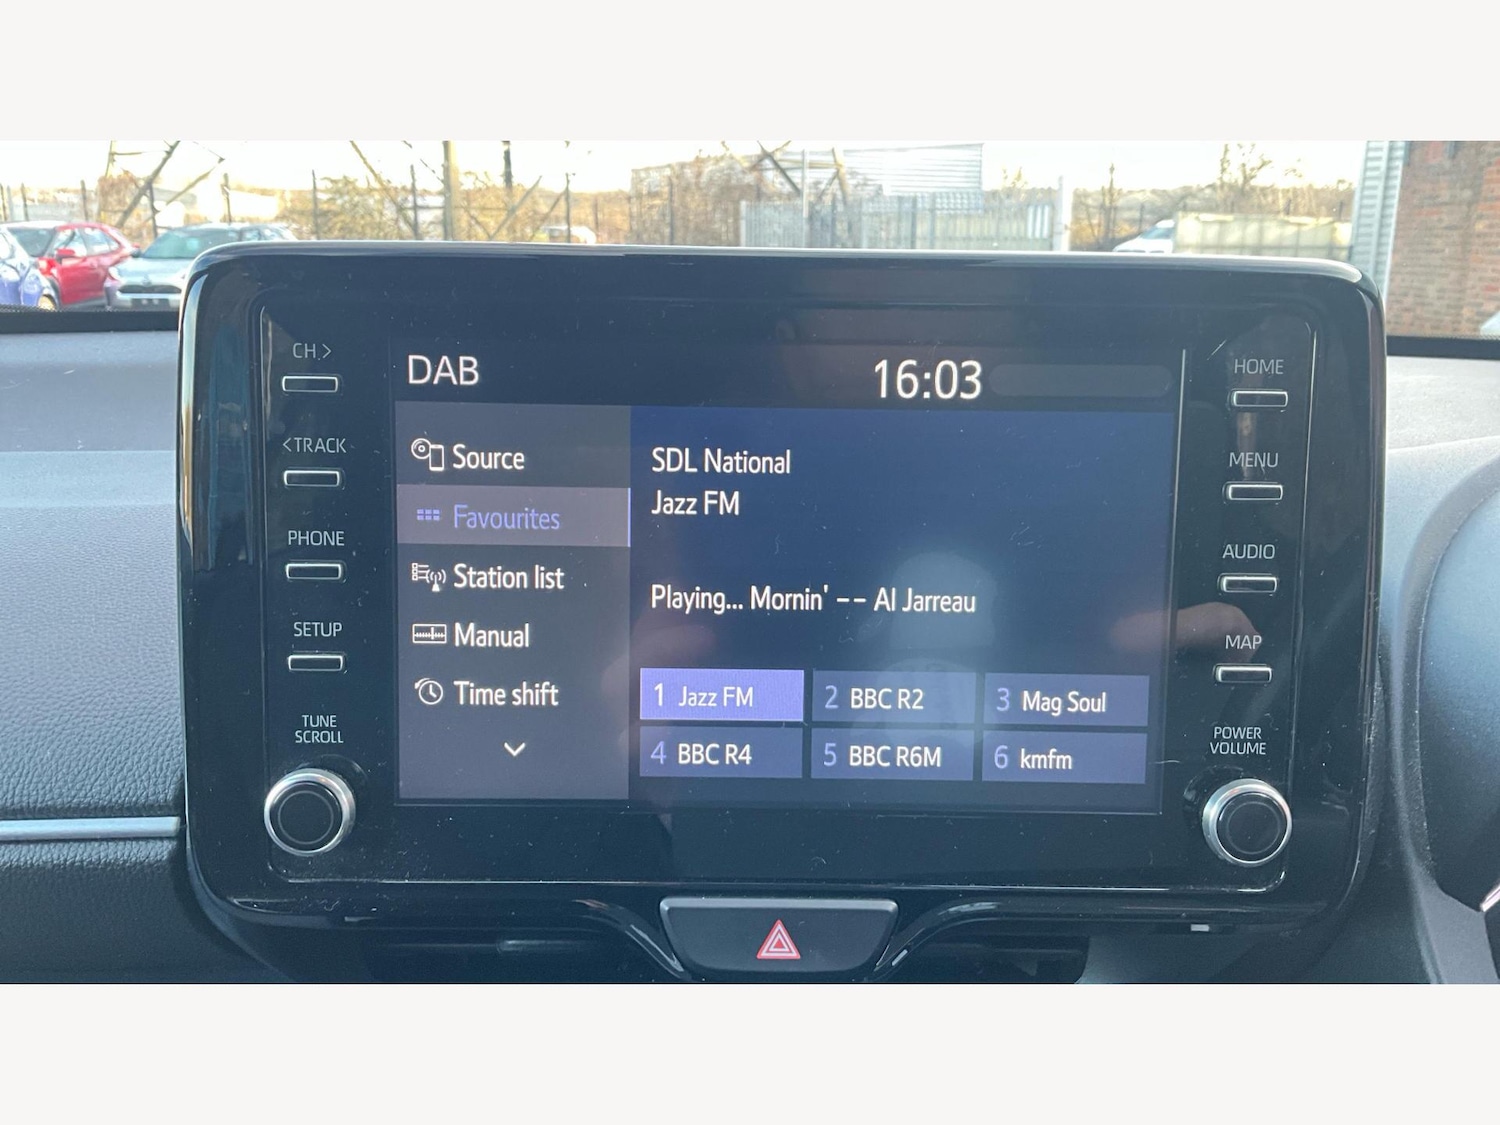 CH >
<TRACK
PHONE
SETUP
TUNE
SCROLL
DAB
16:03
Source
Favourites
Station list
Manual
Time shift
SDL National
Jazz FM
Playing... Mornin' -- Al Jarreau
1 Jazz FM
2 BBC R2
3 Mag Soul
4 BBC R4
5 BBC R6M
6 kmfm
HOME
MENU
AUDIO
MAP
POWER
VOLUME